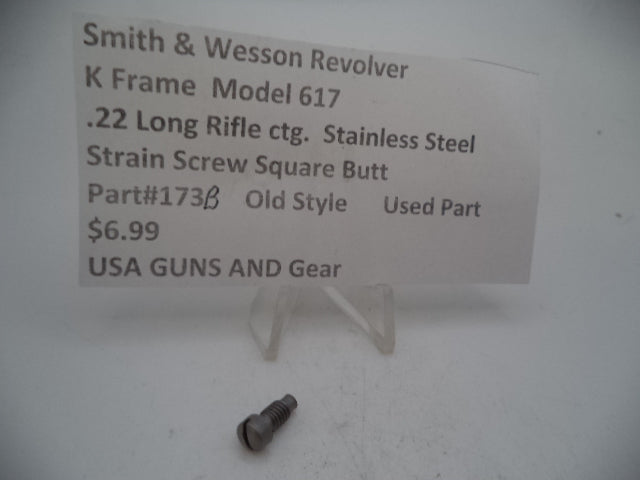 Smith & Wesson Revolver
K Frame Model 617
.22 Long Rifle ctg. Stainless Steel
Strain Screw Square Butt
Part#173B Old Style Used Part
$6.99
USA GUNS AND Gear